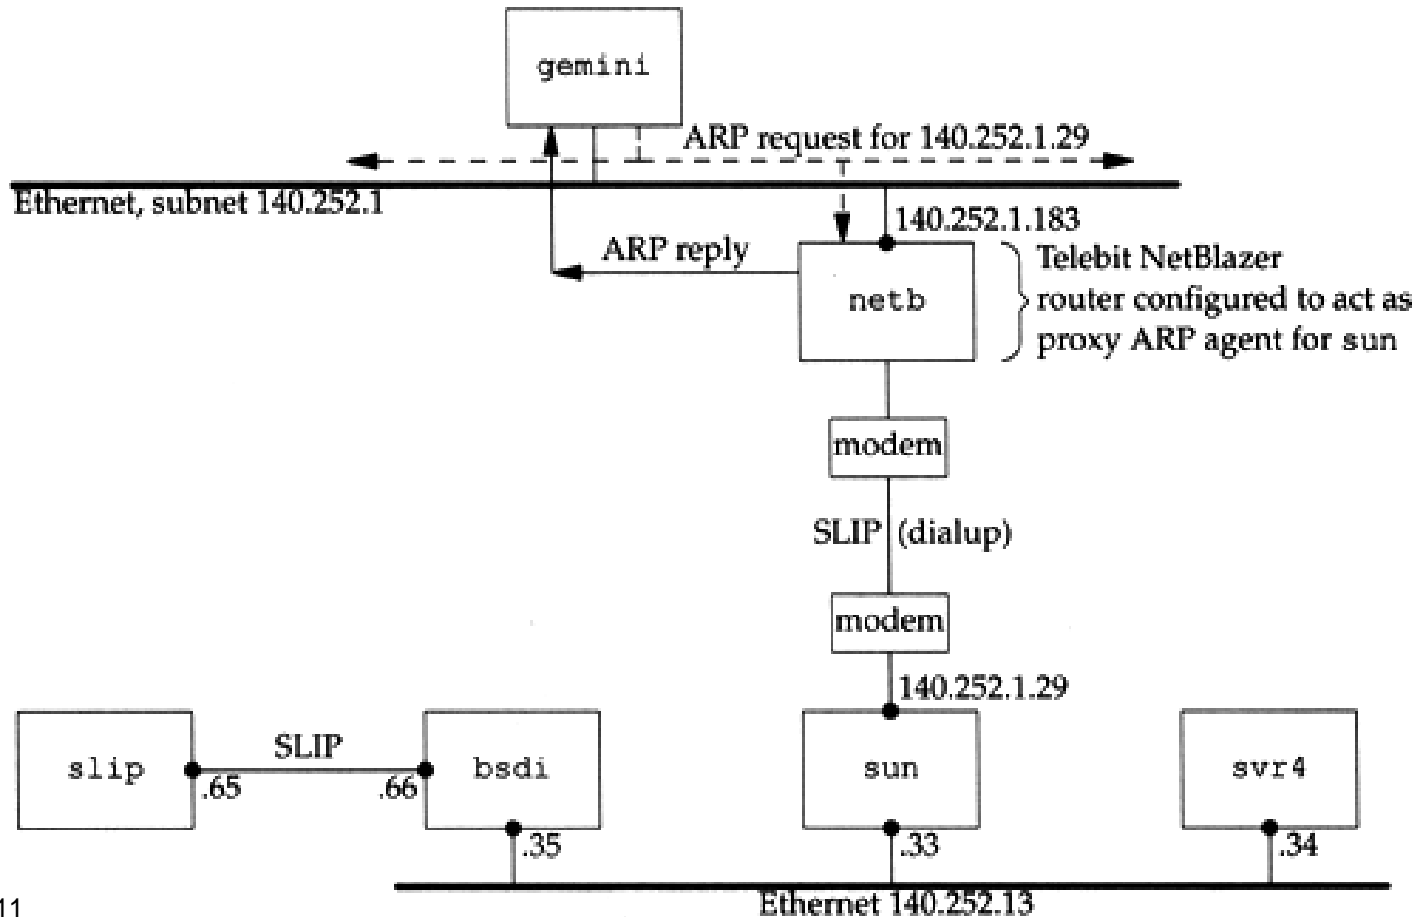 gemini
ARP request for 140.252.1.29
Ethernet, subnet 140.252.1
140.252.1.183
ARP reply
netb
Telebit NetBlazer
router configured to act as
proxy ARP agent for sun
modem
SLIP (dialup)
modem
140.252.1.29
slip
SLIP
bsdi
sun
svr4
.65
.66
.35
.33
.34
Ethernet 140.252.13
11